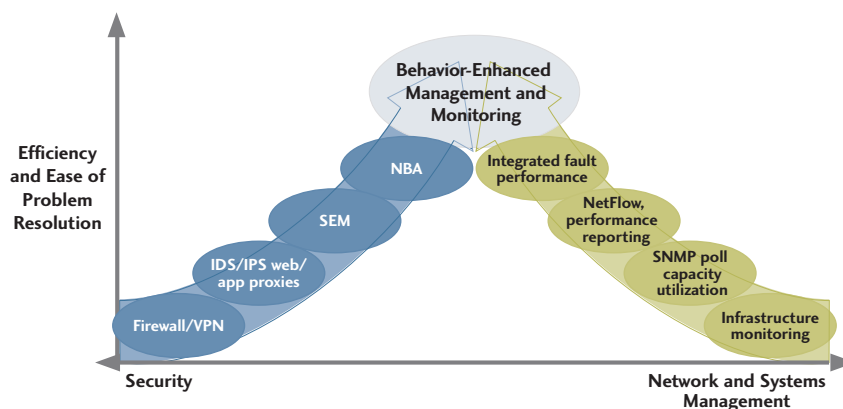 Behavior-Enhanced
Management and
Monitoring
Efficiency
and Ease of
Problem
Resolution
NBA
Integrated fault
performance
SEM
NetFlow,
performance
reporting
IDS/IPS web/
app proxies
SNMP poll
capacity
utilization
Firewall/VPN
Infrastructure
monitoring
Security
Network and Systems
Management